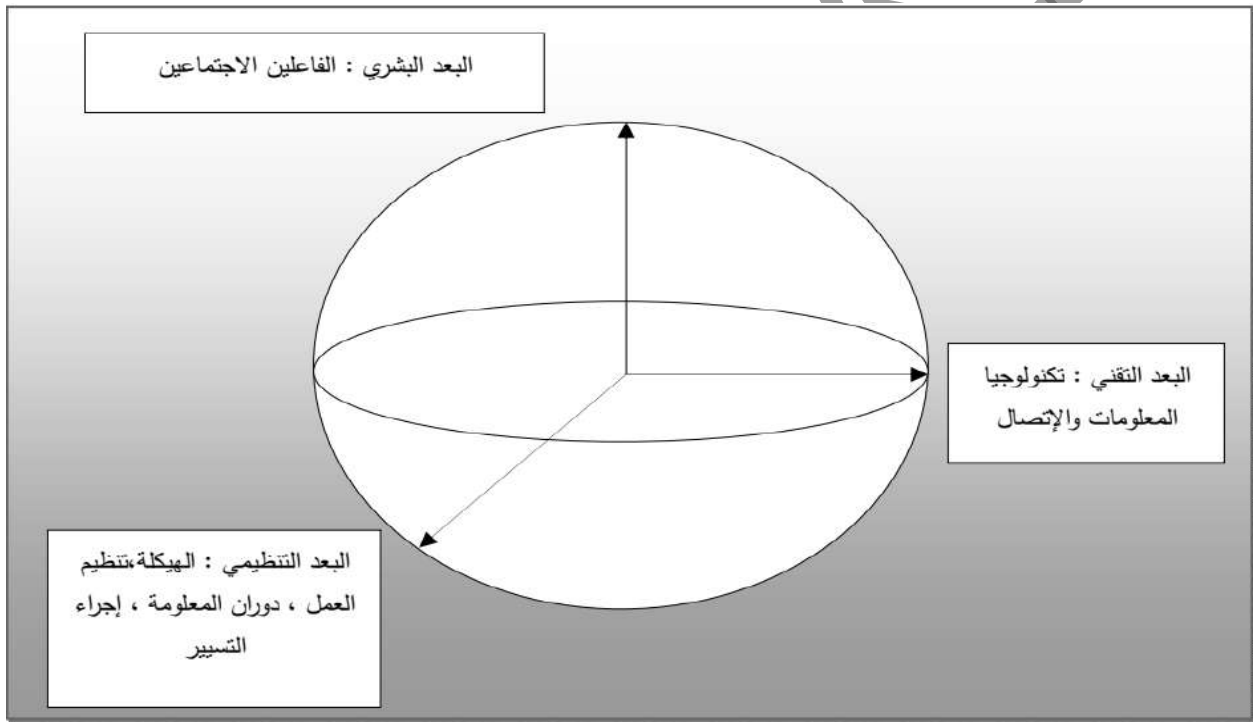 البعد البشري : الفاعلين الاجتماعين
البعد التقني : تكنولوجيا
المعلومات والإتصال
البعد التنظيمي : الهيكلة،تنظيم
العمل ، دوران المعلومة ، إجراء
التسيير